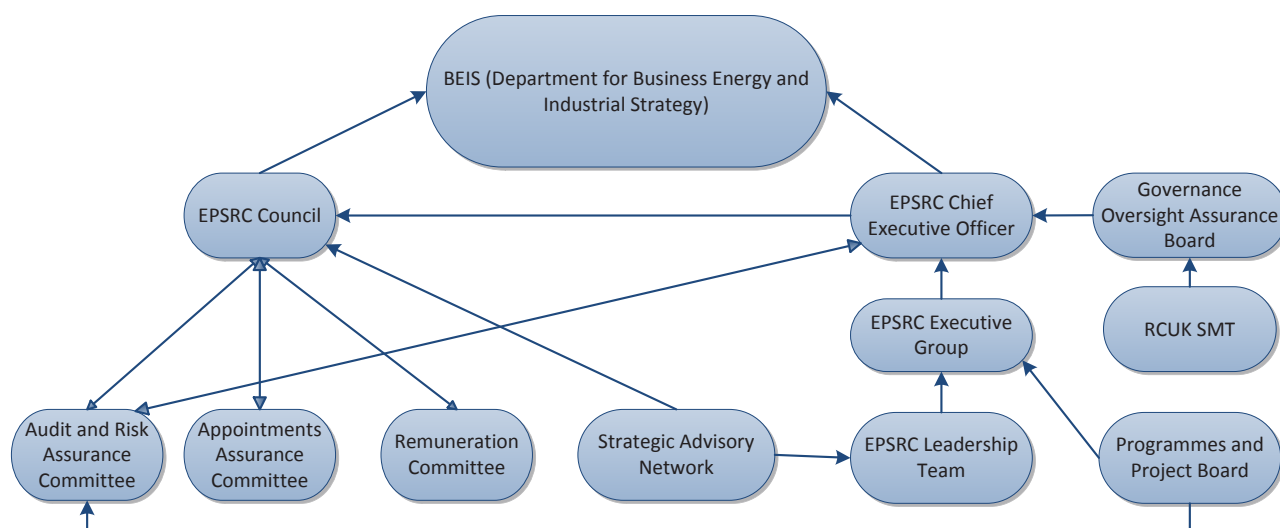 BEIS (Department for Business Energy and
Industrial Strategy)
EPSRC Council
EPSRC Chief
Executive Officer
Governance
Oversight Assurance
Board
EPSRC Executive
Group
RCUK SMT
Audit and Risk
Assurance
Committee
Appointments
Assurance
Committee
Remuneration
Committee
Strategic Advisory
Network
EPSRC Leadership
Team
Programmes and
Project Board